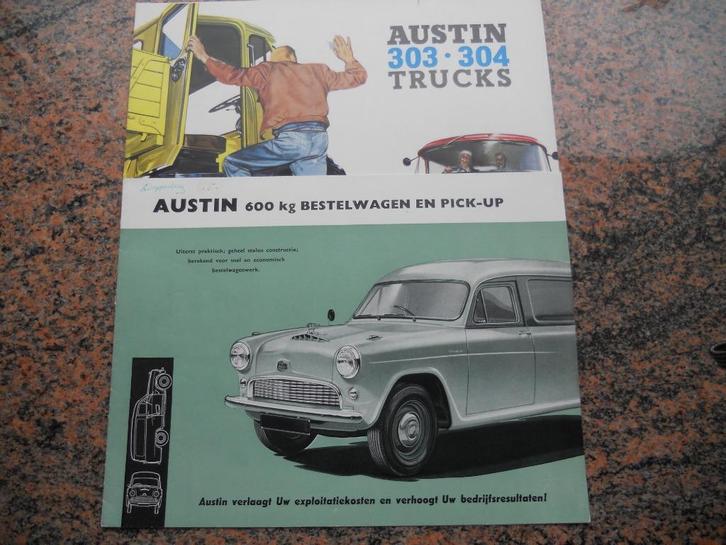 AUSTIN
303 · 304
TRUCKS
AUSTIN 600 kg BESTELWAGEN EN PICK-UP
Uiterst praktisch; geheel stalen constructie;
berekend voor snel en economisch
bestelwagenwerk.
Austin verlaagt Uw exploitatiekosten en verhoogt Uw bedrijfsresultaten!